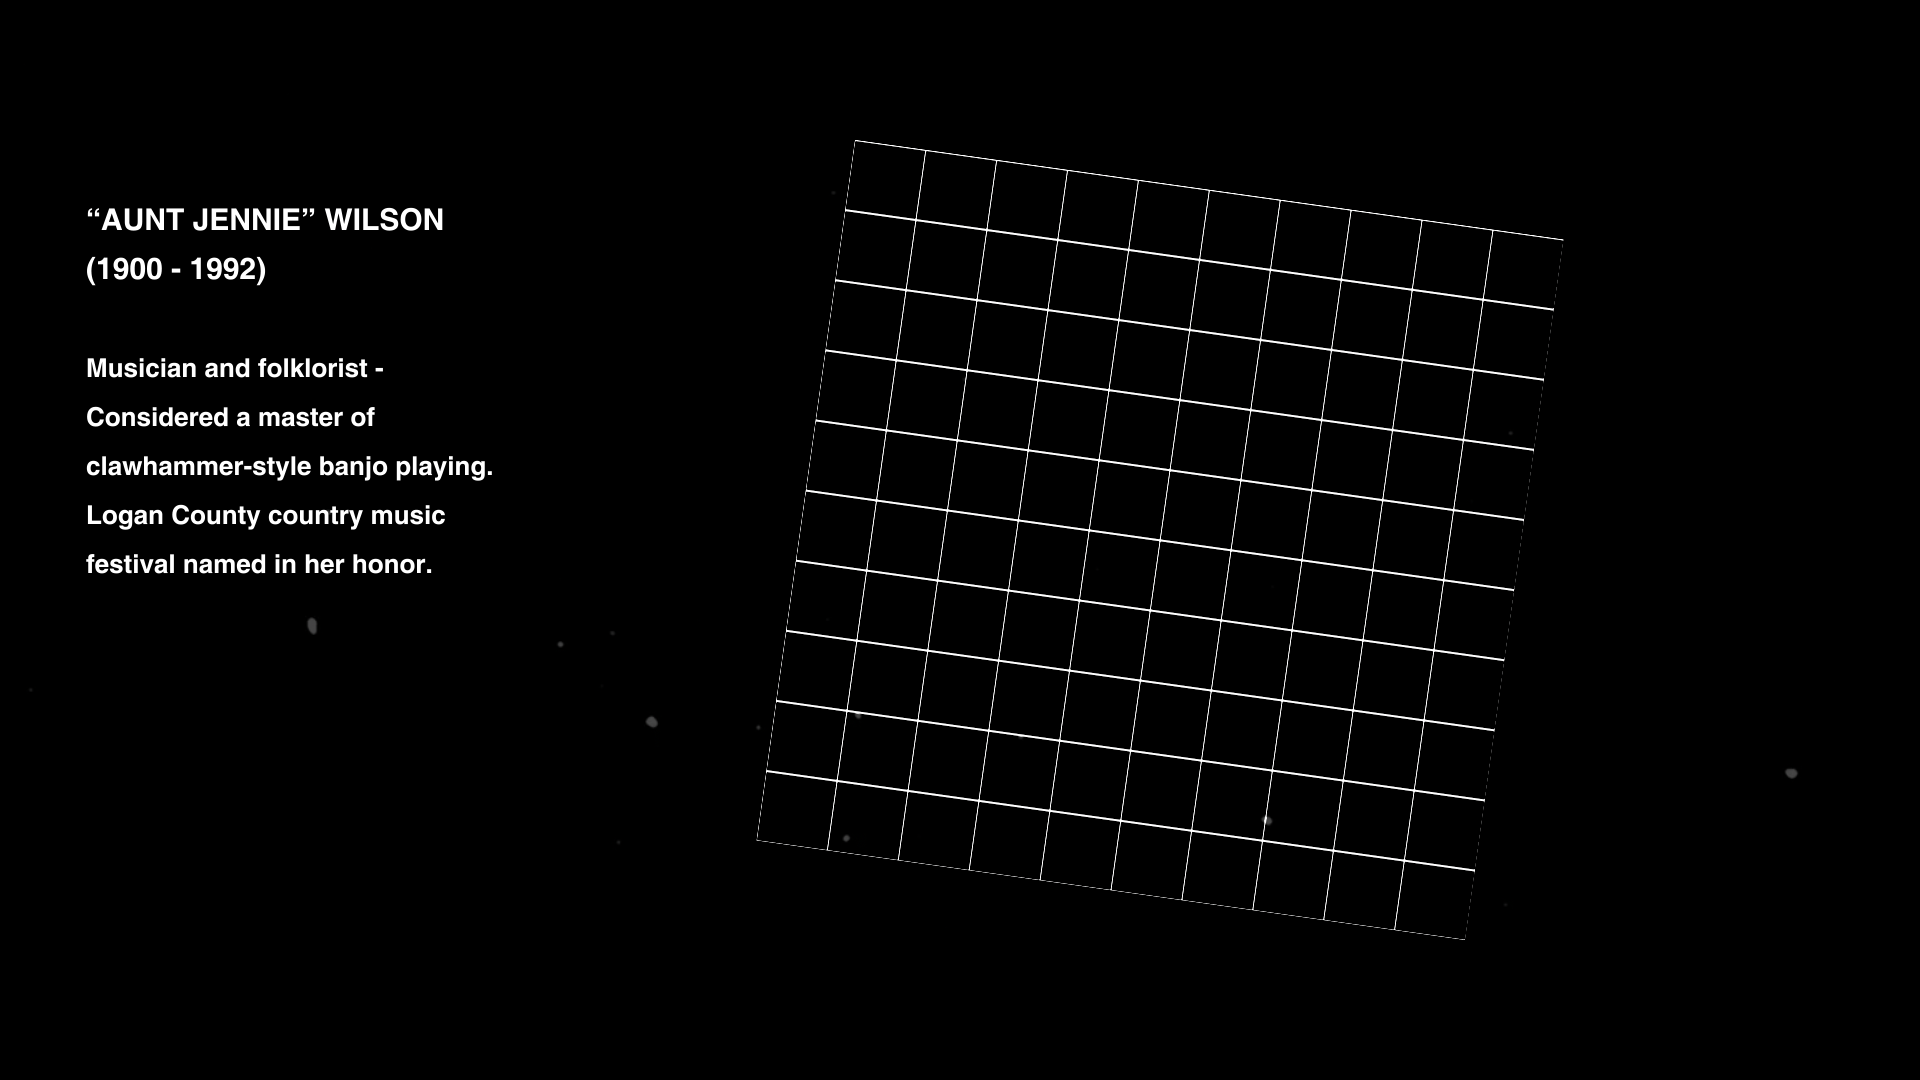 “AUNT JENNIE” WILSON
(1900 - 1992)
Musician and folklorist -
Considered a master of
clawhammer-style banjo playing.
Logan County country music
festival named in her honor.